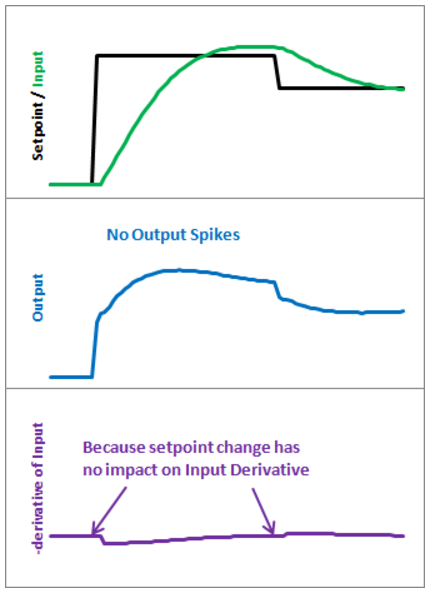 Setpoint / Input
No Output Spikes
Output
Because setpoint change has
no impact on Input Derivative
-derivative of Input